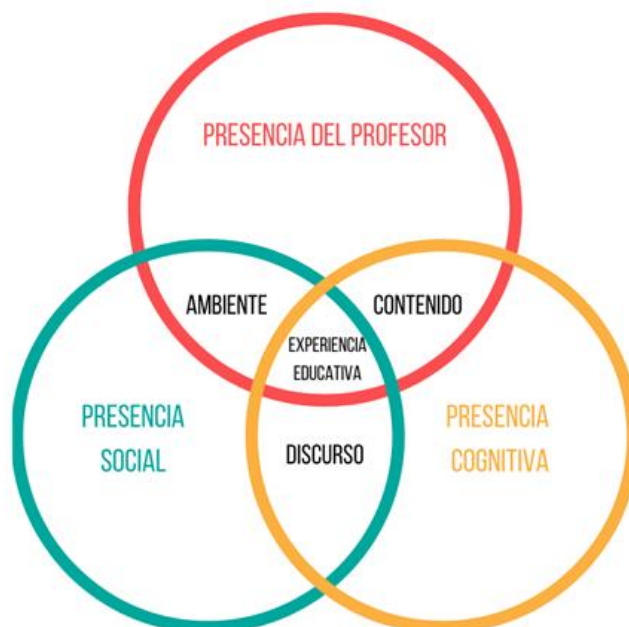 PRESENCIA DEL PROFESOR
AMBIENTE
CONTENIDO
EXPERIENCIA
EDUCATIVA
PRESENCIA
SOCIAL
DISCURSO
PRESENCIA
COGNITIVA